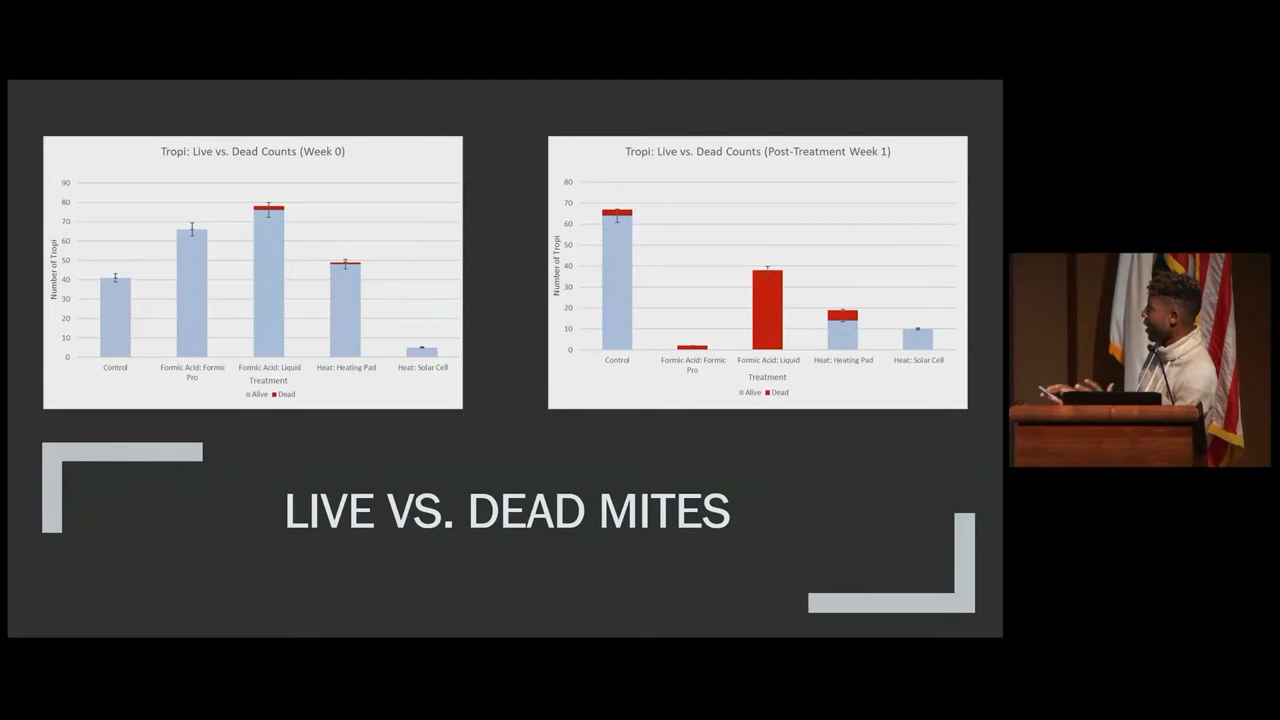 Tropi: Live vs. Dead Counts (Week 0)
90
80
70
60
50
40
30
20
10
0
Number of Tropi
Control
Formic Acid: Formic
Pro
Formic Acid: Liquid
Heat: Heating Pad
Heat: Solar Cell
Treatment
Alive
Dead
Tropi: Live vs. Dead Counts (Post-Treatment Week 1)
80
70
60
50
40
30
20
10
0
Number of Tropi
Control
Formic Acid: Formic
Pro
Formic Acid: Liquid
Heat: Heating Pad
Heat: Solar Cell
Treatment
Alive
Dead
LIVE VS. DEAD MITES